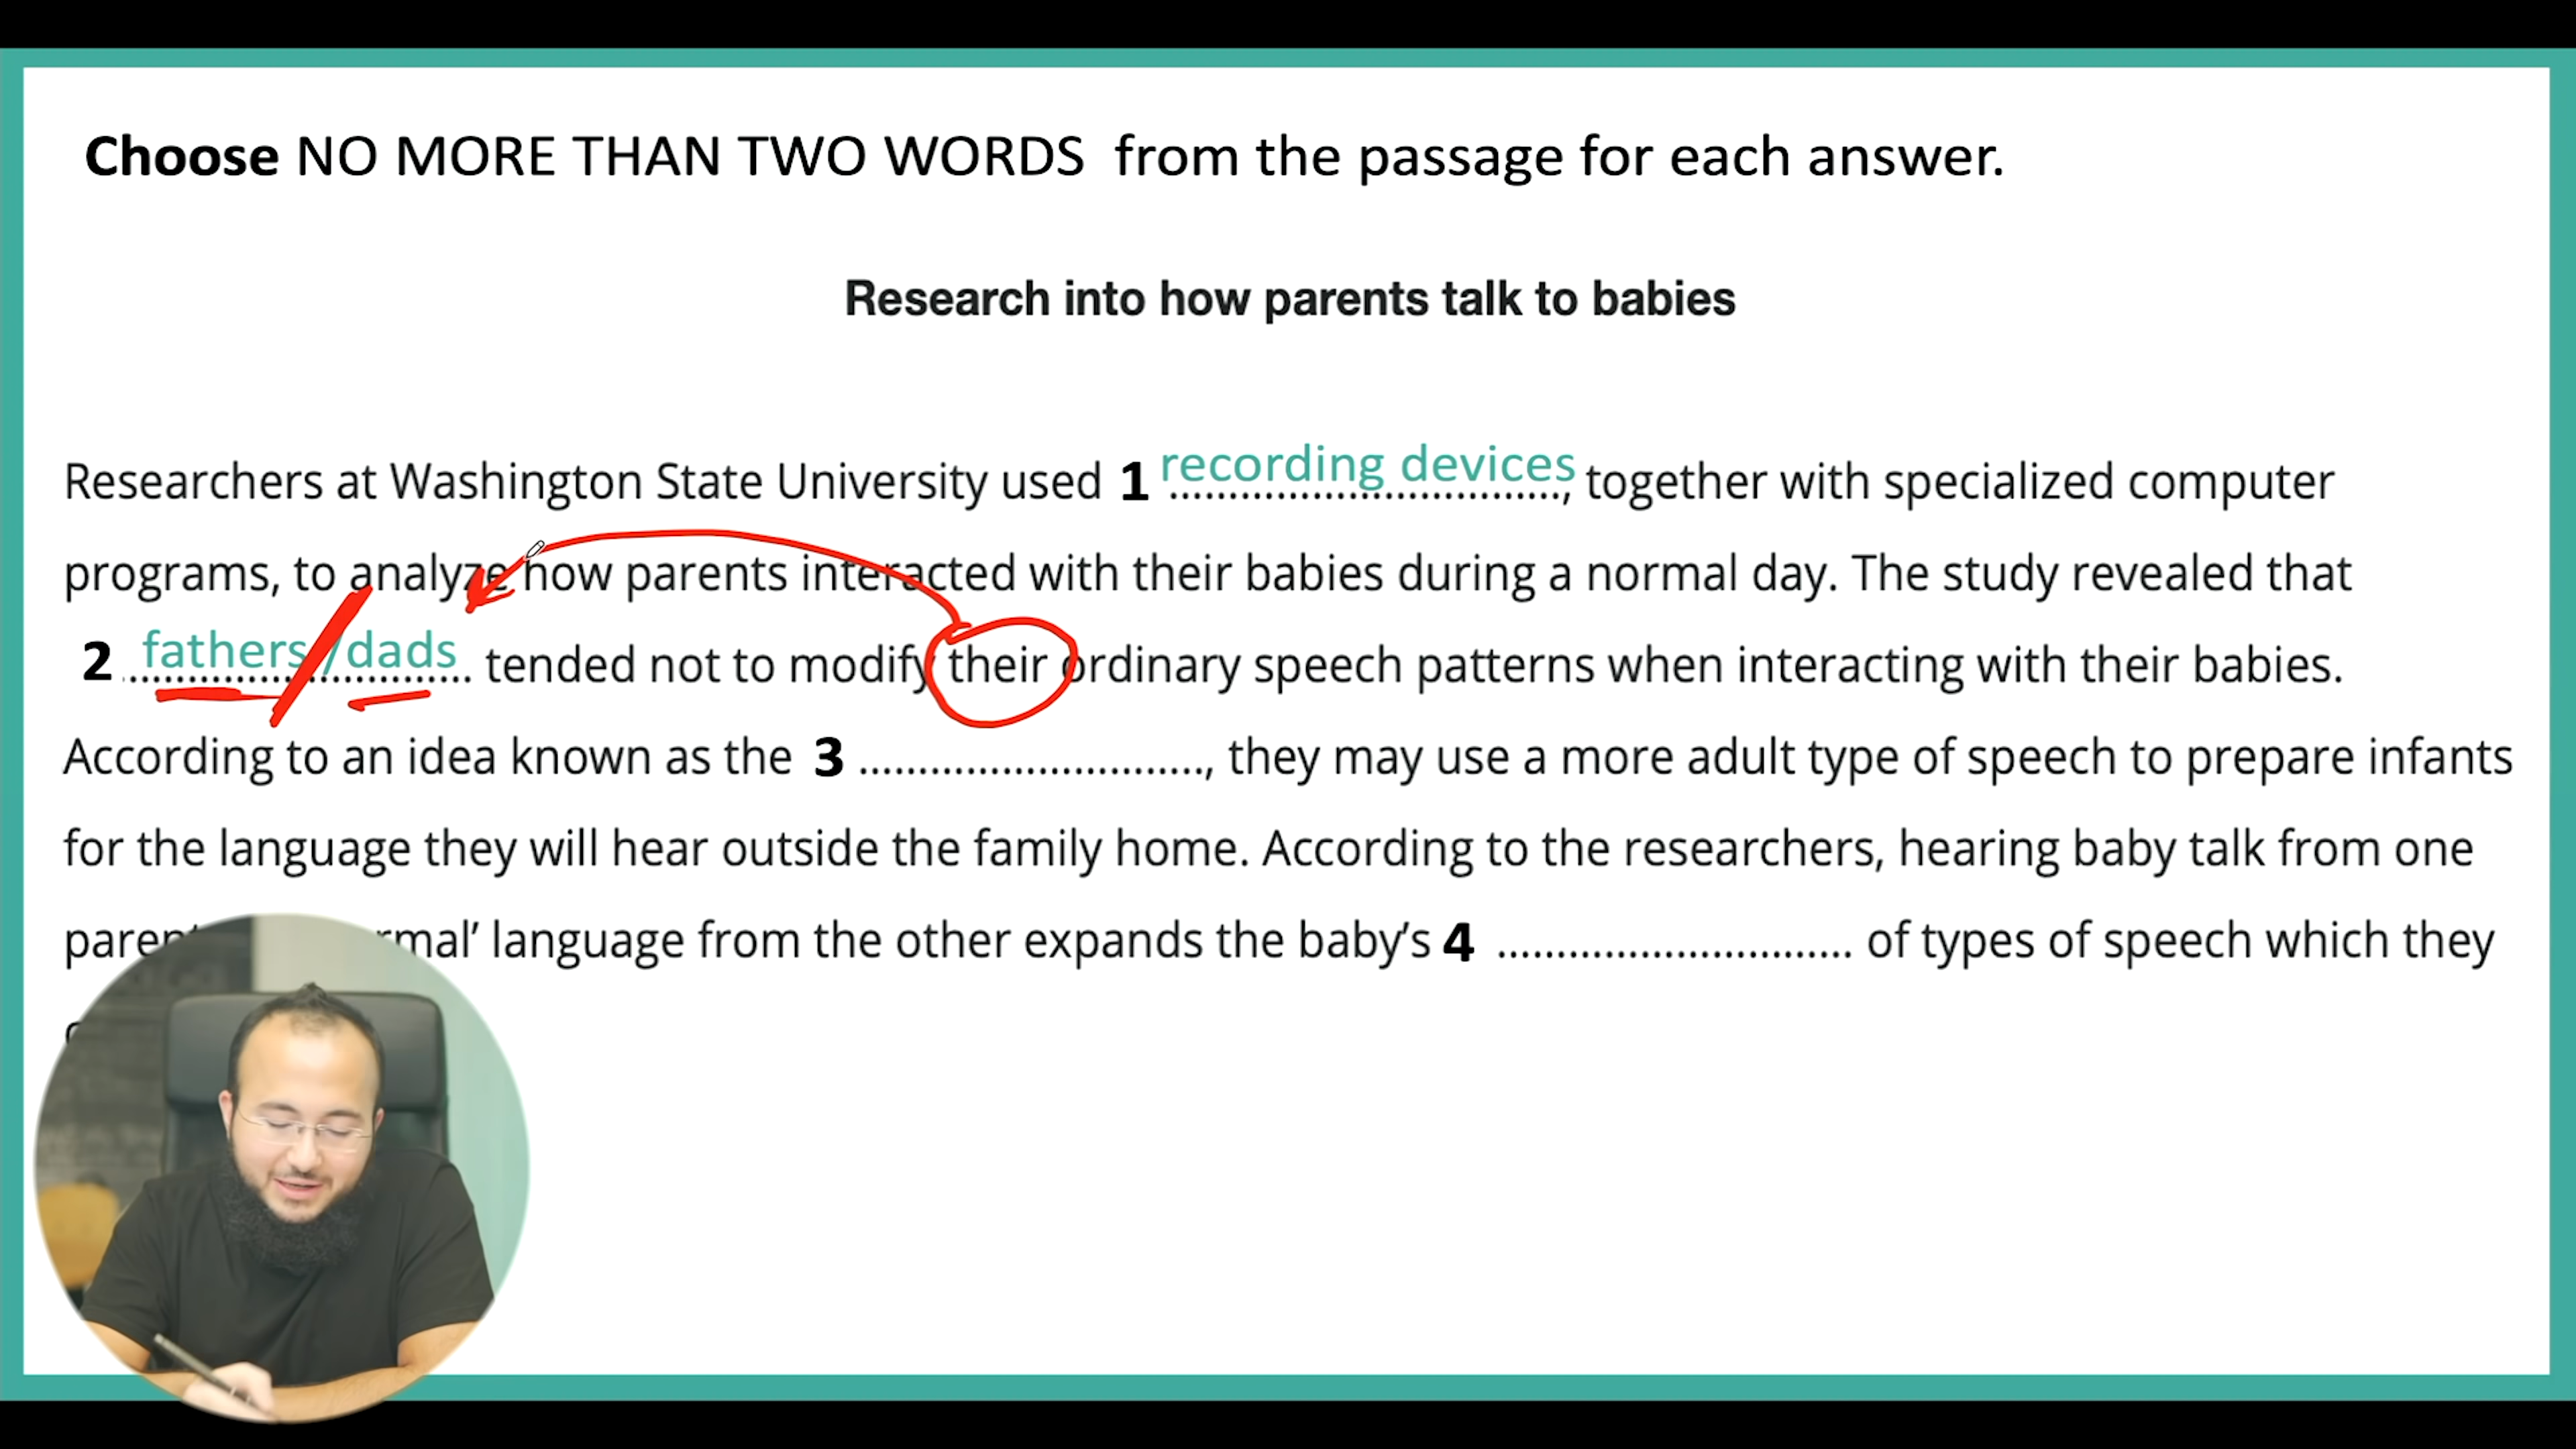 Choose NO MORE THAN TWO WORDS from the passage for each answer.
Research into how parents talk to babies
Researchers at Washington State University used 1 recording devices ................................., together with specialized computer
programs, to analyze how parents interacted with their babies during a normal day. The study revealed that
2 fathers /dads ................................. tended not to modify their ordinary speech patterns when interacting with their babies.
According to an idea known as the 3 ............................., they may use a more adult type of speech to prepare infants
for the language they will hear outside the family home. According to the researchers, hearing baby talk from one
language from the other expands the baby’s 4 .............................. of types of speech which they